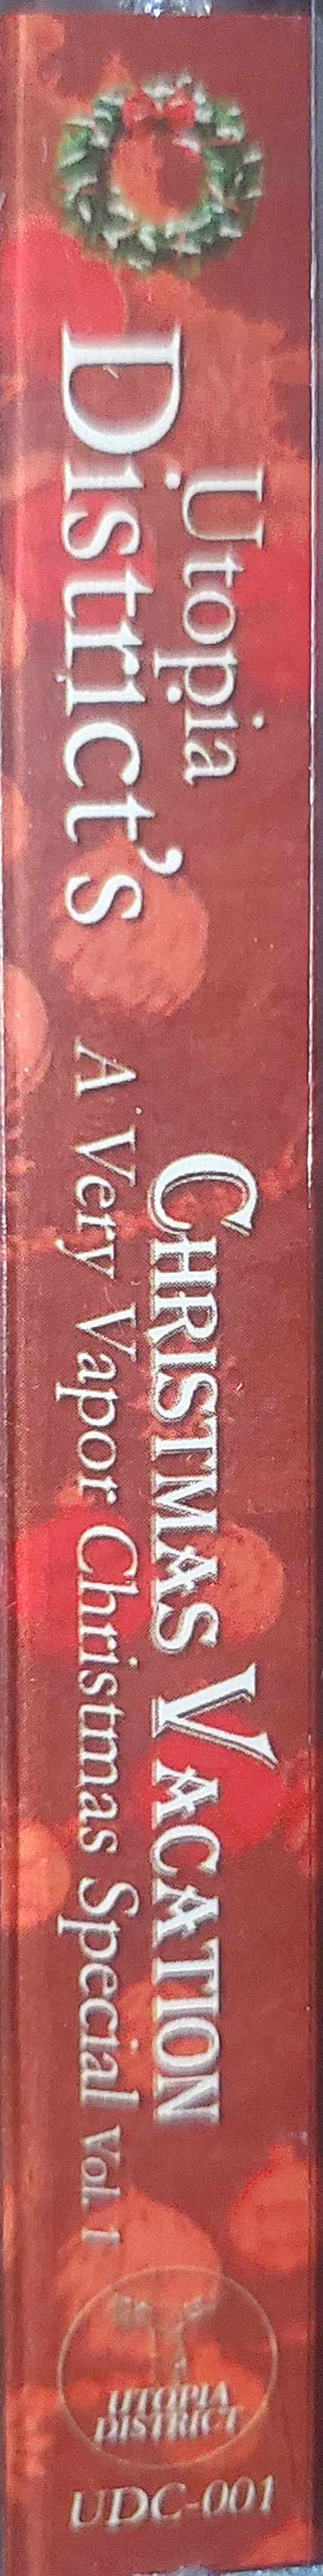 Utopia
District's
CHRISTMAS VACATION
A Very Vapor Christmas Special Vol. 1
UTOPIA
DISTRICT
UDC-001